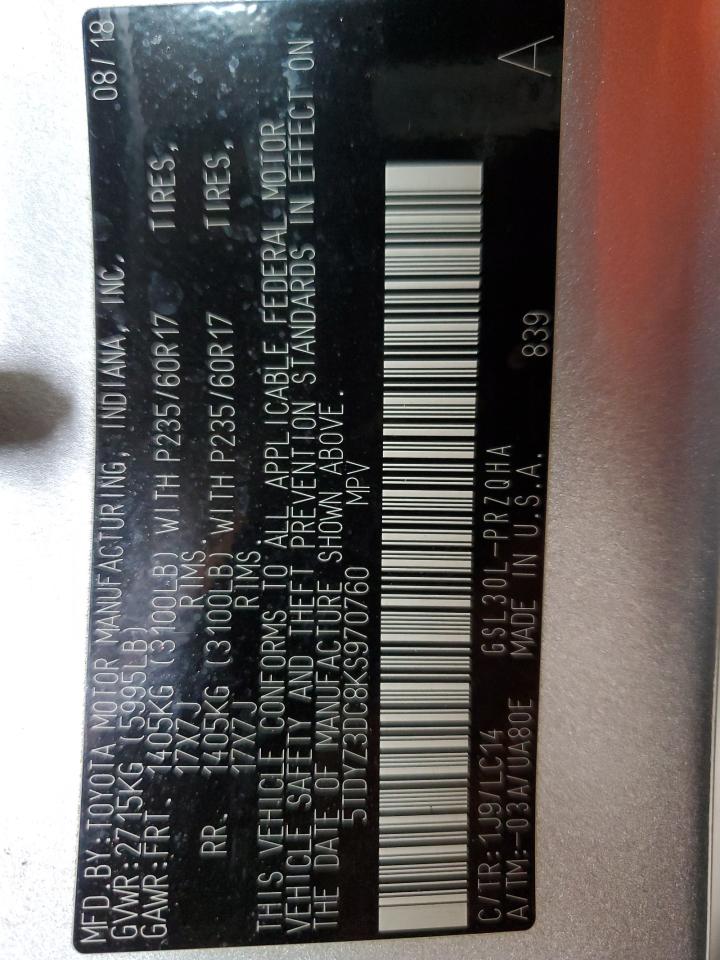 MFD.BY:TOYOTA MOTOR MANUFACTURING, INDIANA, INC. 08/18
GVWR:2715KG (5995LB)
GAWR:FRT. 1405KG (3100LB) WITH P235/60R17 TIRES,
17X7J RIMS.
RR. 1405KG (3100LB) WITH P235/60R17 TIRES,
17X7J RIMS.
THIS VEHICLE CONFORMS TO ALL APPLICABLE FEDERAL MOTOR
VEHICLE SAFETY AND THEFT PREVENTION STANDARDS IN EFFECT ON
THE DATE OF MANUFACTURE SHOWN ABOVE.
5TDYZ3DC8KS970760 MPV
A
C/TR:1J9/LC14 GSL30L-PRZQHA
A/TM:-03A/UA80E MADE IN U.S.A. 839